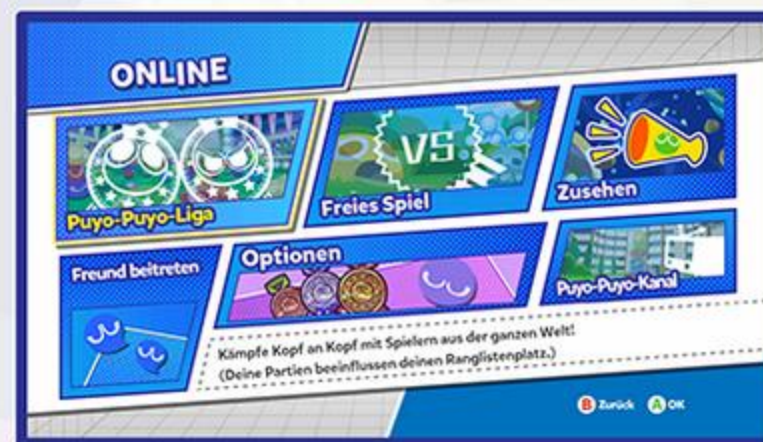 ONLINE
Puyo-Puyo-Liga
VS
Freies Spiel
Zusehen
Freund beitreten
Optionen
Puyo-Puyo-Kanal
Kämpfe Kopf an Kopf mit Spielern aus der ganzen Welt!
(Deine Partien beeinflussen deinen Ranglistenplatz.)
B Zurück A OK